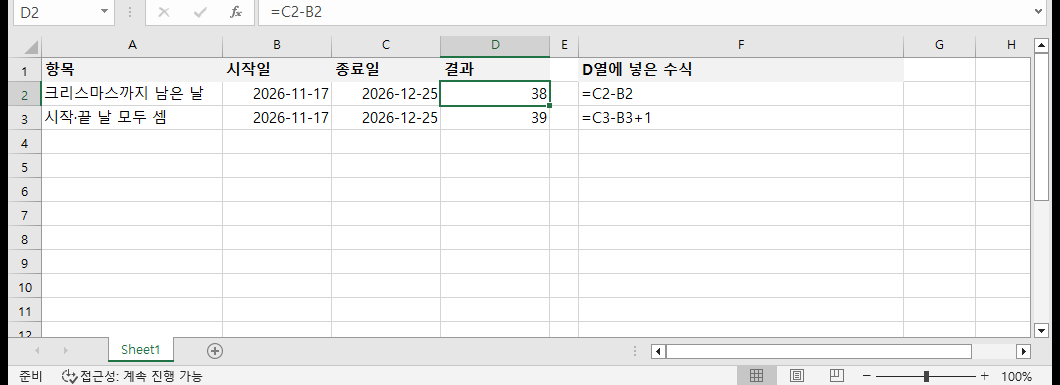 D2 =C2-B2
A B C D E F G H
1 항목 시작일 종료일 결과 D열에 넣은 수식
2 크리스마스까지 남은 날 2026-11-17 2026-12-25 38 =C2-B2
3 시작·끝 날 모두 셈 2026-11-17 2026-12-25 39 =C3-B3+1
4
5
6
7
8
9
10
11
12
Sheet1
준비 접근성: 계속 진행 가능 100%